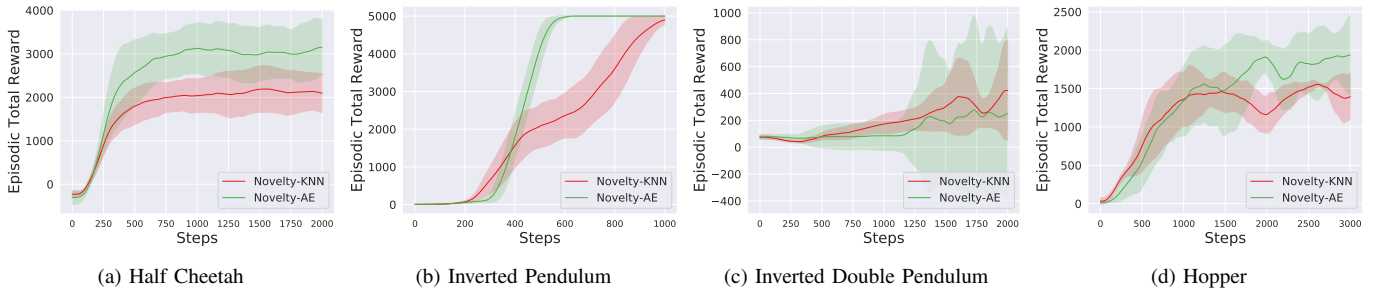 Episodic Total Reward
4000
3000
2000
1000
0
0 250 500 750 1000 1250 1500 1750 2000
Steps
Novelty-KNN
Novelty-AE
(a) Half Cheetah
Episodic Total Reward
5000
4000
3000
2000
1000
0
0 200 400 600 800 1000
Steps
Novelty-KNN
Novelty-AE
(b) Inverted Pendulum
Episodic Total Reward
1000
800
600
400
200
0
−200
−400
0 250 500 750 1000 1250 1500 1750 2000
Steps
Novelty-KNN
Novelty-AE
(c) Inverted Double Pendulum
Episodic Total Reward
2500
2000
1500
1000
500
0
0 500 1000 1500 2000 2500 3000
Steps
Novelty-KNN
Novelty-AE
(d) Hopper